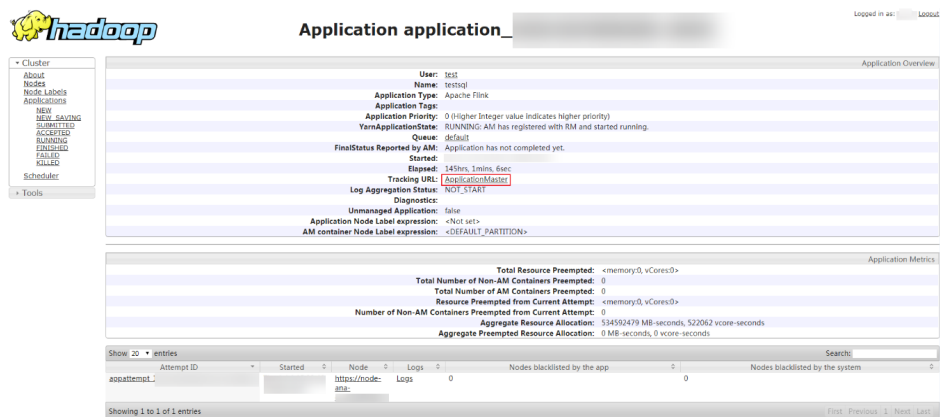 hadoop
Application application_
Logged in as: Logout
Cluster
About
Nodes
Node Labels
Applications
NEW
NEW_SAVING
SUBMITTED
ACCEPTED
RUNNING
FINISHED
FAILED
KILLED
Scheduler
Tools
Application Overview
User: test
Name: testsql
Application Type: Apache Flink
Application Tags:
Application Priority: 0 (Higher Integer value indicates higher priority)
YarnApplicationState: RUNNING: AM has registered with RM and started running.
Queue: default
FinalStatus Reported by AM: Application has not completed yet.
Started:
Elapsed: 145hrs, 1mins, 6sec
Tracking URL: ApplicationMaster
Log Aggregation Status: NOT_START
Diagnostics:
Unmanaged Application: false
Application Node Label expression: <Not set>
AM container Node Label expression: <DEFAULT_PARTITION>
Application Metrics
Total Resource Preempted: <memory:0, vCores:0>
Total Number of Non-AM Containers Preempted: 0
Total Number of AM Containers Preempted: 0
Resource Preempted from Current Attempt: <memory:0, vCores:0>
Number of Non-AM Containers Preempted from Current Attempt: 0
Aggregate Resource Allocation: 534592479 MB-seconds, 522062 vcore-seconds
Aggregate Preempted Resource Allocation: 0 MB-seconds, 0 vcore-seconds
Show 20 entries Search:
Attempt ID Started Node Logs Nodes blacklisted by the app Nodes blacklisted by the system
appattempt_ https://node-ana- Logs 0 0
Showing 1 to 1 of 1 entries First Previous 1 Next Last